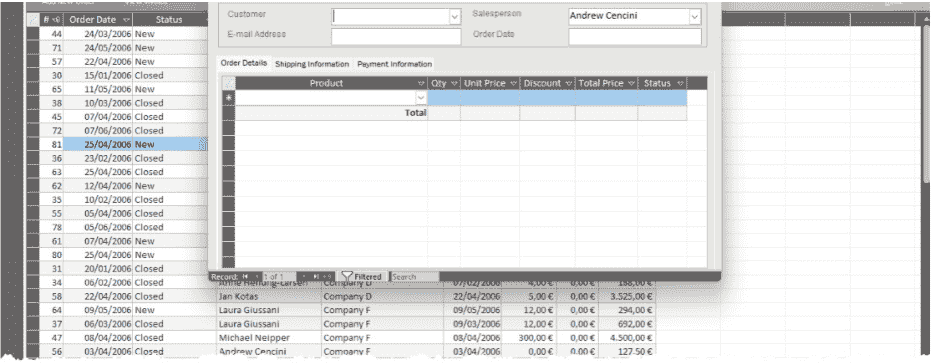 # Order Date Status
44 24/03/2006 New
71 24/05/2006 New
57 22/04/2006 New
30 15/01/2006 Closed
65 11/05/2006 New
38 10/03/2006 Closed
45 07/04/2006 Closed
72 07/06/2006 Closed
81 25/04/2006 New
36 23/02/2006 Closed
63 25/04/2006 Closed
62 12/04/2006 New
35 10/02/2006 Closed
55 05/04/2006 Closed
78 05/06/2006 Closed
61 07/04/2006 New
80 25/04/2006 New
31 20/01/2006 Closed
Customer Salesperson Andrew Cencini
E-mail Address Order Date
Order Details Shipping Information Payment Information
Product Qty Unit Price Discount Total Price Status
*
Total
Record: 1 of 1 Filtered Search
34 06/02/2006 Closed Company D 07/02/2006 4,00 € 0,00 € 188,00 €
58 22/04/2006 Closed Jan Kotas Company D 22/04/2006 5,00 € 0,00 € 3.525,00 €
64 09/05/2006 New Laura Giussani Company F 09/05/2006 12,00 € 0,00 € 294,00 €
37 06/03/2006 Closed Laura Giussani Company F 09/03/2006 12,00 € 0,00 € 692,00 €
47 08/04/2006 Closed Michael Neipper Company F 08/04/2006 300,00 € 0,00 € 4.500,00 €
56 03/04/2006 Closed Andrew Cencini Company F 03/04/2006 0,00 € 0,00 € 127,50 €